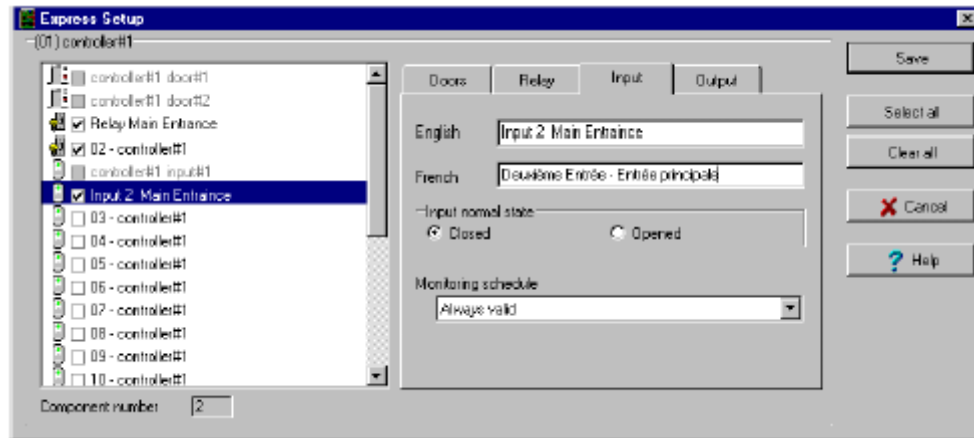 Express Setup
(01) controller#1
controller#1 door#1
controller#1 door#2
Relay Main Entrance
02 - controller#1
controller#1 input#1
Input 2 Main Entraince
03 - controller#1
04 - controller#1
05 - controller#1
06 - controller#1
07 - controller#1
08 - controller#1
09 - controller#1
10 - controller#1
Component number 2
Doors Relay Input Output
English Input 2 Main Entraince
French Deuxième Entrée - Entrée principale
Input normal state
Closed Opened
Monitoring schedule
Always valid
Save
Select all
Clear all
Cancel
Help